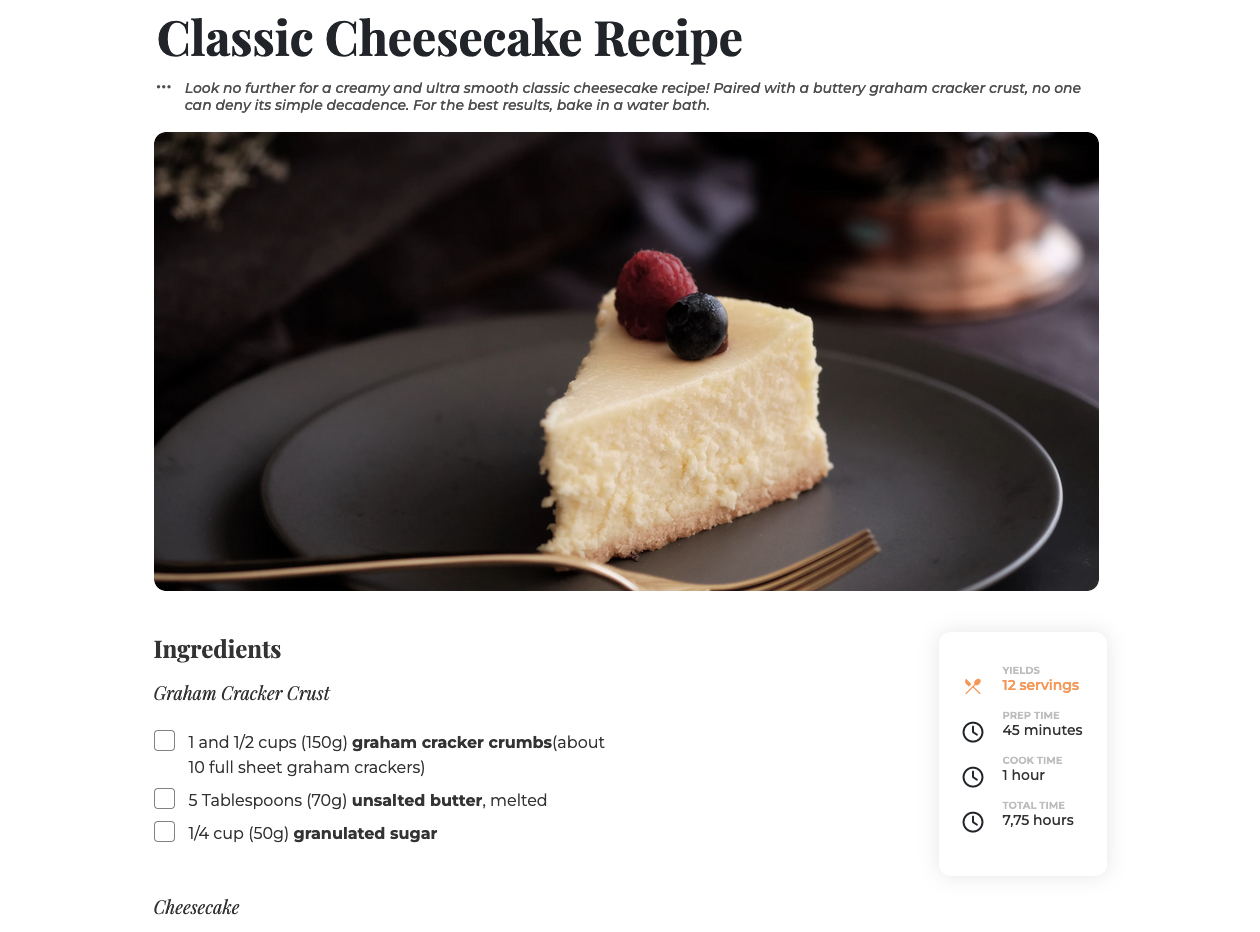 Classic Cheesecake Recipe
Look no further for a creamy and ultra smooth classic cheesecake recipe! Paired with a buttery graham cracker crust, no one
can deny its simple decadence. For the best results, bake in a water bath.
Ingredients
Graham Cracker Crust
1 and 1/2 cups (150g) graham cracker crumbs(about
10 full sheet graham crackers)
5 Tablespoons (70g) unsalted butter, melted
1/4 cup (50g) granulated sugar
Cheesecake
YIELDS
12 servings
PREP TIME
45 minutes
COOK TIME
1 hour
TOTAL TIME
7,75 hours